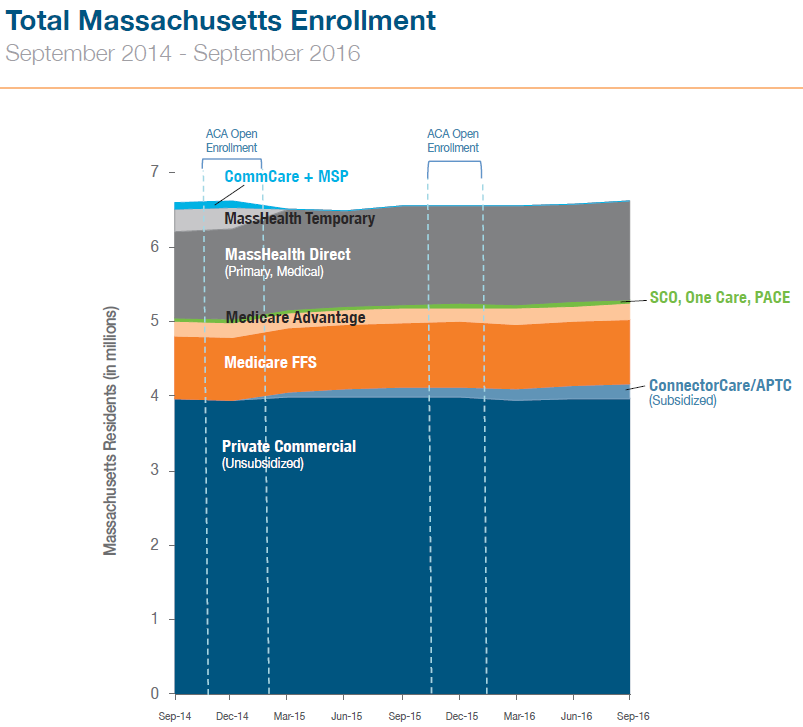 Total Massachusetts Enrollment
September 2014 - September 2016
ACA Open
Enrollment
ACA Open
Enrollment
7
CommCare + MSP
MassHealth Temporary
6
MassHealth Direct
(Primary, Medical)
SCO, One Care, PACE
5
Medicare Advantage
Medicare FFS
ConnectorCare/APTC
(Subsidized)
4
Private Commercial
(Unsubsidized)
3
2
1
0
Massachusetts Residents (in millions)
Sep-14 Dec-14 Mar-15 Jun-15 Sep-15 Dec-15 Mar-16 Jun-16 Sep-16